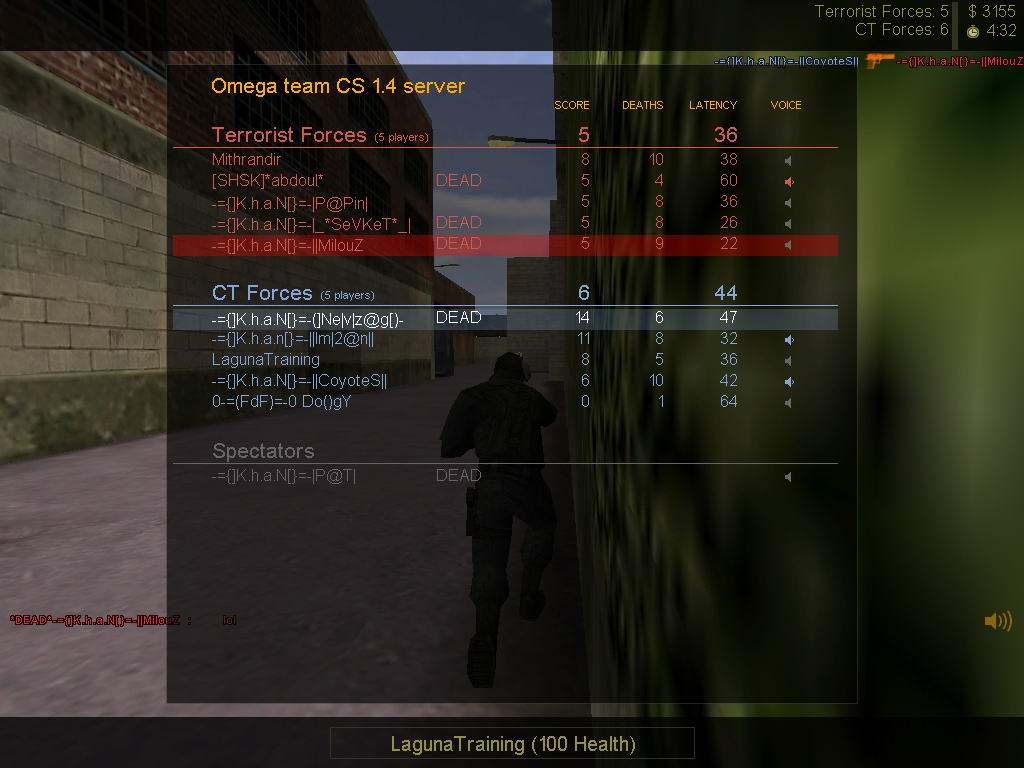 Terrorist Forces: 5 $ 3155
CT Forces: 6 4:32
-={]K.h.a.N[}=-||CoyoteS|| -={]K.h.a.N[}=-||MilouZ
Omega team CS 1.4 server
SCORE DEATHS LATENCY VOICE
Terrorist Forces (5 players) 5 36
Mithrandir 8 10 38
[SHSK]*abdoul* DEAD 5 4 60
-={]K.h.a.N[}=-|P@Pin| 5 8 36
-={]K.h.a.N[}=-|_*SeVKeT*_| DEAD 5 8 26
-={]K.h.a.N[}=-||MilouZ DEAD 5 9 22
CT Forces (5 players) 6 44
-={]K.h.a.N[}=-(]Ne|v|z@g[)- DEAD 14 6 47
-={]K.h.a.n[}=-||Im|2@n|| 11 8 32
LagunaTraining 8 5 36
-={]K.h.a.N[}=-||CoyoteS|| 6 10 42
0-=(FdF)=-0 Do()gY 0 1 64
Spectators
-={]K.h.a.N[}=-|P@T| DEAD
*DEAD*-={]K.h.a.N[}=-||MilouZ : lol
LagunaTraining (100 Health)